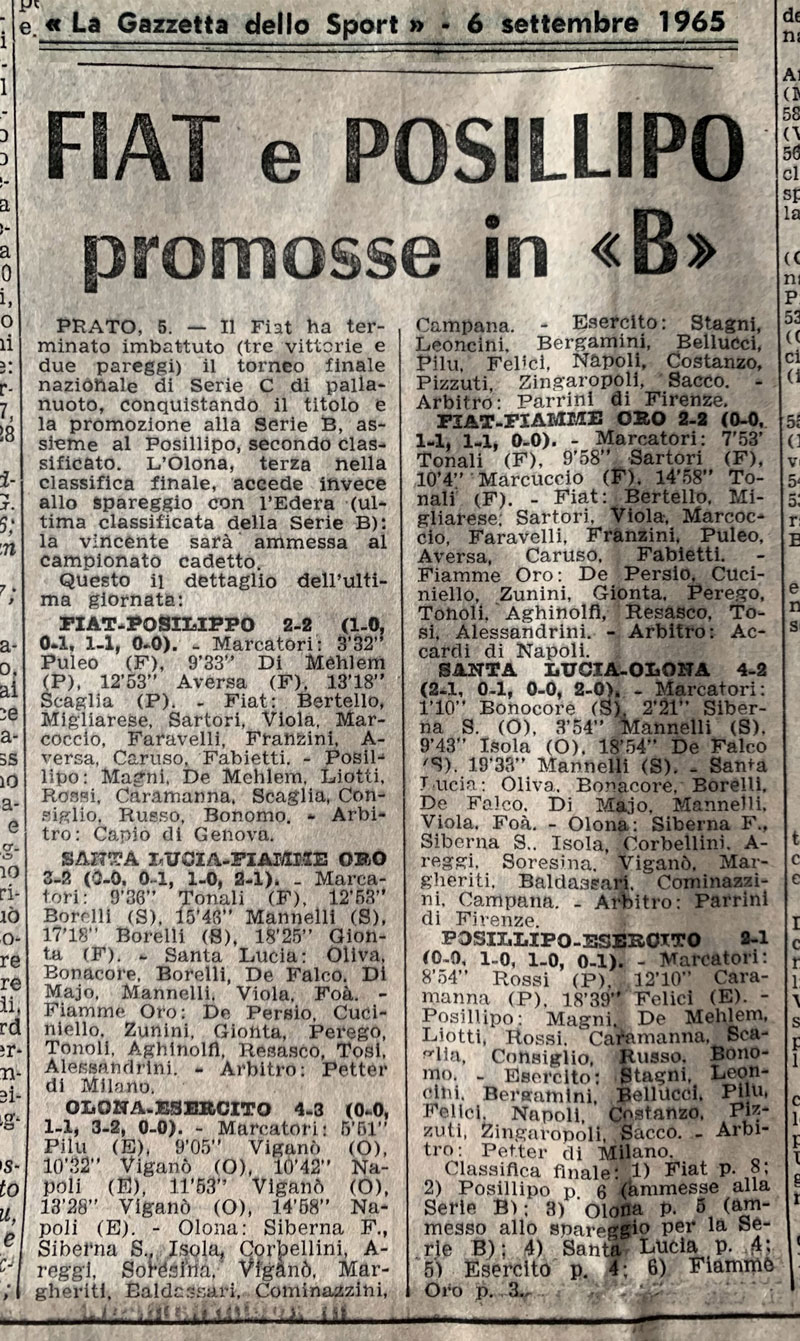 « La Gazzetta dello Sport » - 6 settembre 1965
FIAT e POSILLIPO
promosse in «B»
PRATO, 5. — Il Fiat ha ter-
minato imbattuto (tre vittorie e
due pareggi) il torneo finale
nazionale di Serie C di palla-
nuoto, conquistando il titolo e
la promozione alla Serie B, as-
sieme al Posillipo, secondo clas-
sificato. L'Olona, terza nella
classifica finale, accede invece
allo spareggio con l'Edera (ul-
tima classificata della Serie B):
la vincente sarà ammessa al
campionato cadetto.
Questo il dettaglio dell'ulti-
ma giornata:
FIAT-POSILIPPO 2-2 (1-0,
0-1, 1-1, 0-0). - Marcatori: 3'32"
Puleo (F), 9'33" Di Mehlem
(P), 12'53" Aversa (F), 13'18"
Scaglia (P). - Fiat: Bertello,
Migliarese, Sartori, Viola, Mar-
coccio, Faravelli, Franzini, A-
versa, Caruso, Fabietti. - Posil-
lipo: Magni, De Mehlem, Liotti,
Rossi, Caramanna, Scaglia, Con-
siglio, Russo, Bonomo. - Arbi-
tro: Capio di Genova.
SANTA LUCIA-FIAMME ORO
3-2 (0-0, 0-1, 1-0, 2-1). - Marca-
tori: 9'36" Tonali (F), 12'53"
Borelli (S), 15'46" Mannelli (S),
17'18" Borelli (S), 18'25" Gion-
ta (F). - Santa Lucia: Oliva,
Bonacore, Borelli, De Falco, Di
Majo, Mannelli, Viola, Foà. -
Fiamme Oro: De Persio, Cuci-
niello, Zunini, Gionta, Perego,
Tonoli, Aghinolfi, Resasco, Tosi,
Alessandrini. - Arbitro: Petter
di Milano.
OLONA-ESERCITO 4-3 (0-0,
1-1, 3-2, 0-0). - Marcatori: 5'51"
Pilu (E), 9'05" Viganò (O),
10'32" Viganò (O), 10'42" Na-
poli (E), 11'53" Viganò (O),
13'28" Viganò (O), 14'58" Na-
poli (E). - Olona: Siberna F.,
Siberna S., Isola, Corbellini, A-
reggi, Soresina, Viganò, Mar-
gheriti, Baldassari, Cominazzini,
Campana. - Esercito: Stagni,
Leoncini, Bergamini, Bellucci,
Pilu, Felici, Napoli, Costanzo,
Pizzuti, Zingaropoli, Sacco. -
Arbitro: Parrini di Firenze.
FIAT-FIAMME ORO 2-2 (0-0,
1-1, 1-1, 0-0). - Marcatori: 7'53'
Tonali (F), 9'58" Sartori (F),
10'4" Marcuccio (F), 14'58" To-
nali (F). - Fiat: Bertello, Mi-
gliarese, Sartori, Viola, Marcoc-
cio, Faravelli, Franzini, Puleo,
Aversa, Caruso, Fabietti. -
Fiamme Oro: De Persio, Cuci-
niello, Zunini, Gionta, Perego,
Tonoli, Aghinolfi, Resasco, To-
si, Alessandrini. - Arbitro: Ac-
cardi di Napoli.
SANTA LUCIA-OLONA 4-2
(2-1, 0-1, 0-0, 2-0). - Marcatori:
1'10" Bonocore (S), 2'21" Siber-
na S. (O), 3'54" Mannelli (S),
9'43" Isola (O), 18'54" De Falco
(S), 19'33" Mannelli (S). - Santa
Lucia: Oliva, Bonacore, Borelli,
De Falco, Di Majo, Mannelli,
Viola, Foà. - Olona: Siberna F.,
Siberna S., Isola, Corbellini, A-
reggi, Soresina, Viganò, Mar-
gheriti, Baldassari, Cominazzi-
ni, Campana. - Arbitro: Parrini
di Firenze.
POSILLIPO-ESERCITO 2-1
(0-0, 1-0, 1-0, 0-1). - Marcatori:
8'54" Rossi (P), 12'10" Cara-
manna (P), 18'39" Felici (E). -
Posillipo: Magni, De Mehlem,
Liotti, Rossi, Caramanna, Sca-
glia, Consiglio, Russo, Bono-
mo. - Esercito: Stagni, Leon-
cini, Bergamini, Bellucci, Pilu,
Felici, Napoli, Costanzo, Piz-
zuti, Zingaropoli, Sacco. - Arbi-
tro: Petter di Milano.
Classifica finale: 1) Fiat p. 8;
2) Posillipo p. 6 (ammesse alla
Serie B); 3) Olona p. 5 (am-
messo allo spareggio per la Se-
rie B); 4) Santa Lucia p. 4;
5) Esercito p. 4; 6) Fiamme
Oro p. 3.